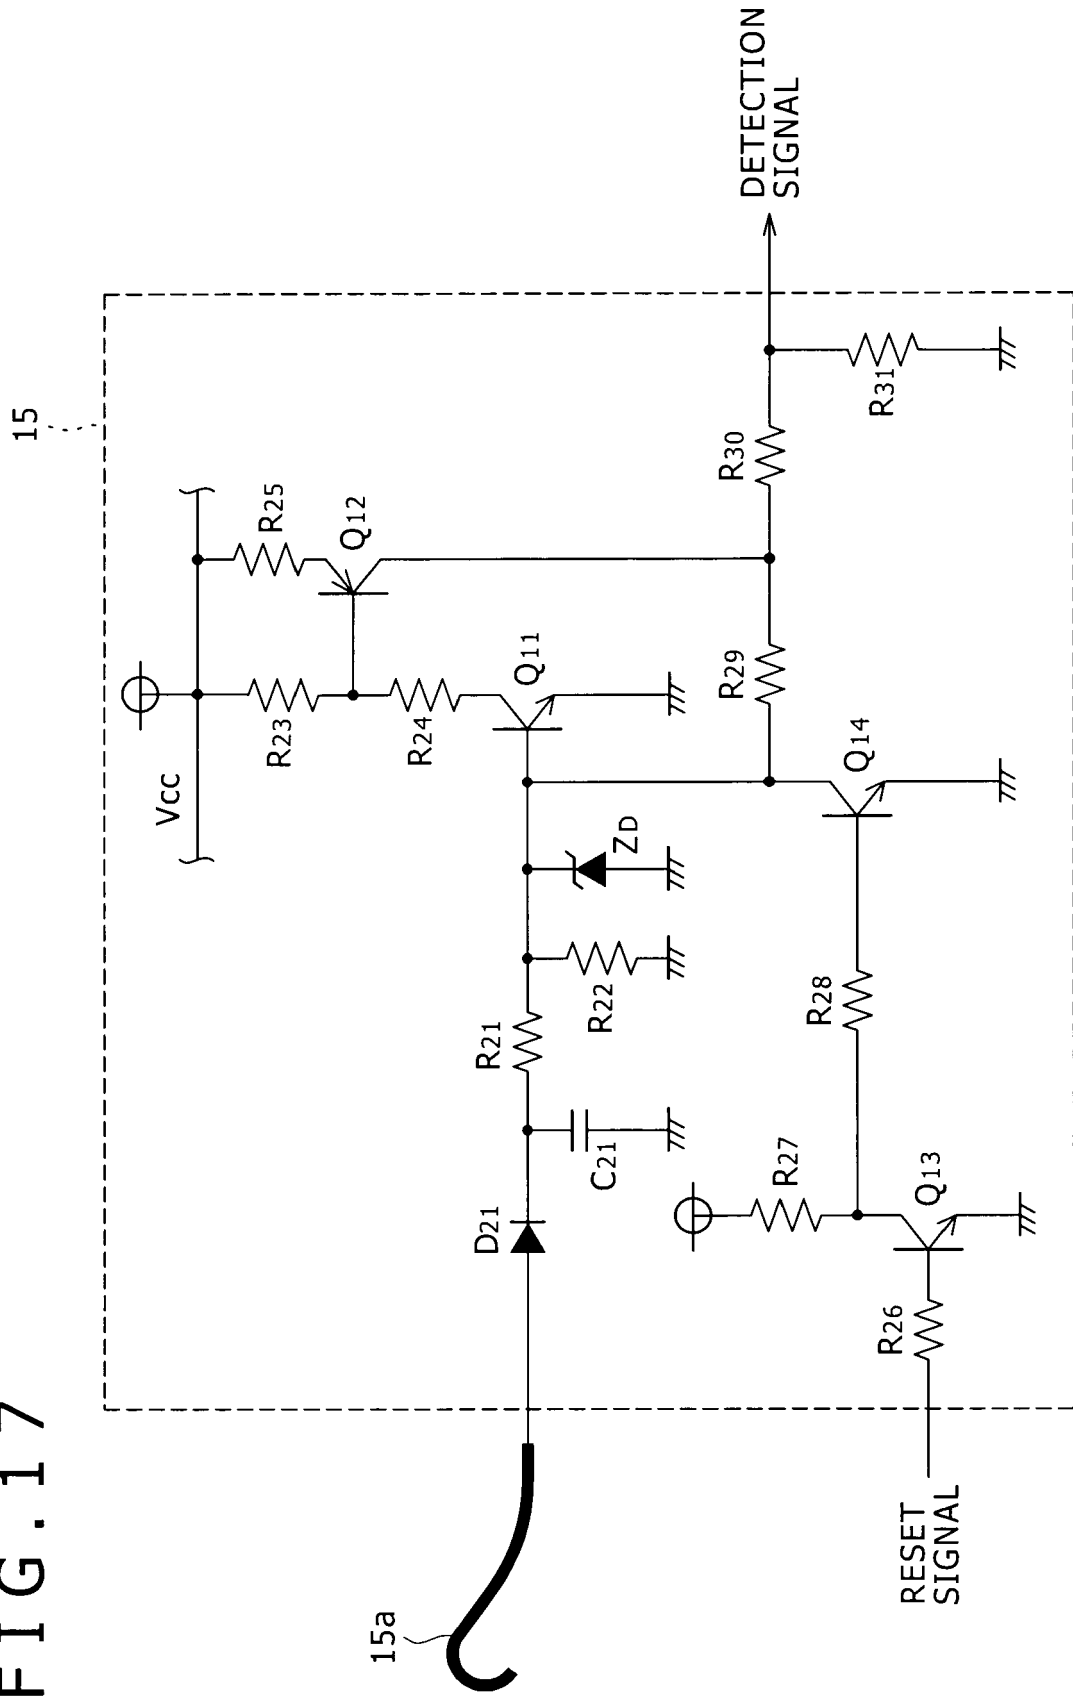 FIG.17
15
Vcc
R25
Q12
R23
R24
Q11
R29
R30
R31
DETECTION
SIGNAL
Q14
ZD
R22
R21
C21
D21
R28
R27
Q13
R26
15a
RESET
SIGNAL